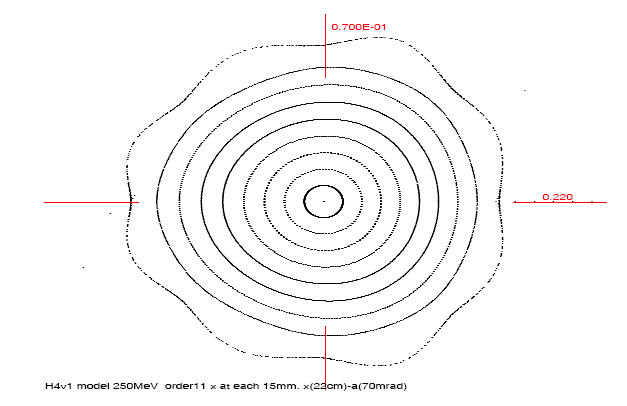 0.700E-01
0.220
H4v1 model 250MeV order11 x at each 15mm. x(22cm)-a(70mrad)